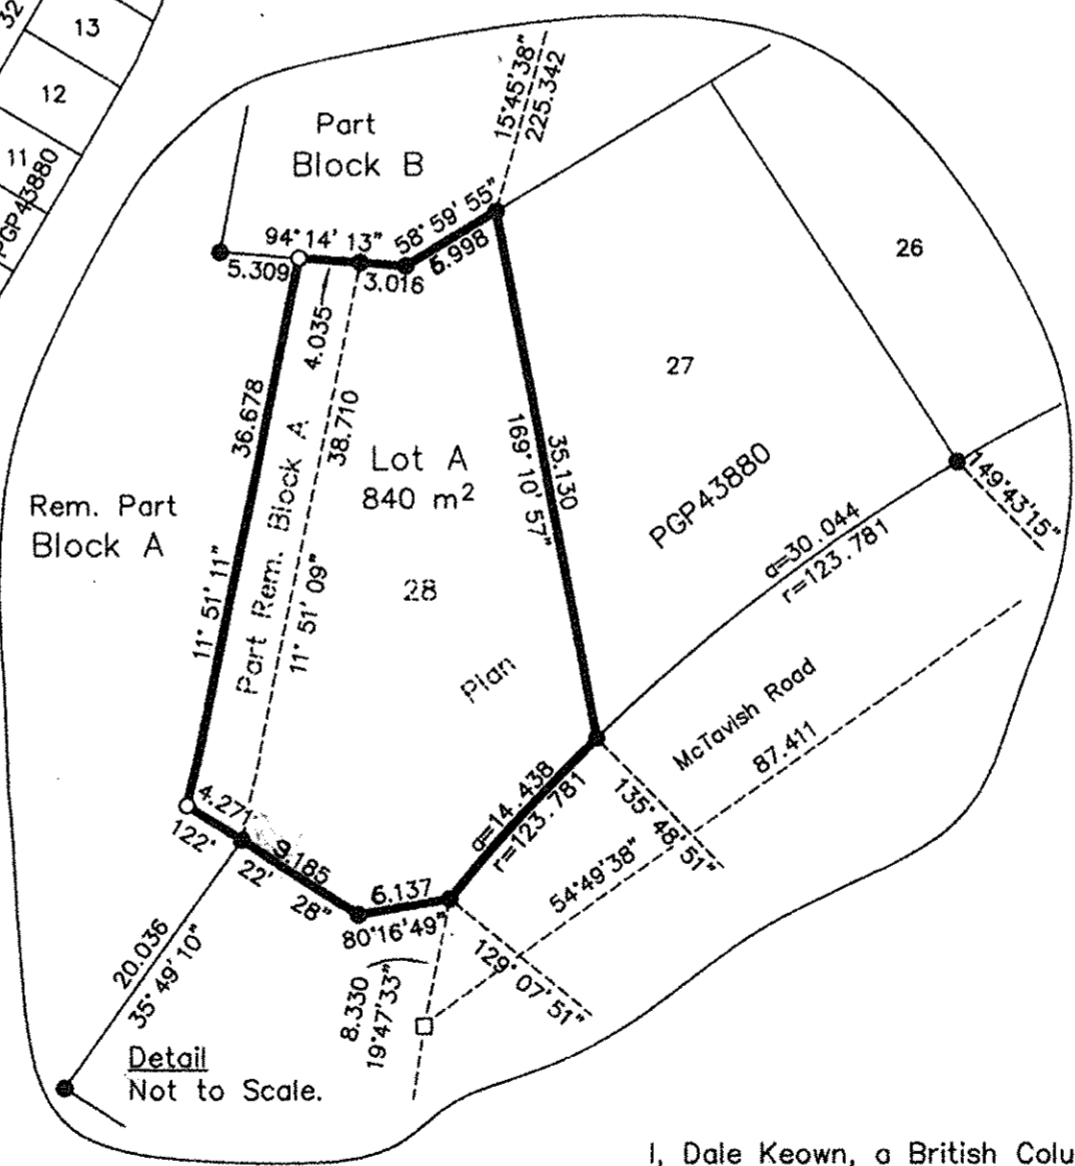 32
13
12
11
PGP43880
Part
Block B
15°45'38"
225.342
94°14' 13"
5.309
3.016
58° 59' 55"
6.998
4.035
36.678
38.710
11° 51' 11"
Part Rem. Block A
11° 51' 09"
Rem. Part
Block A
Lot A
840 m²
28
Plan
169° 10' 57"
35.130
26
27
PGP43880
149°43'15"
a=30.044
r=123.781
McTavish Road
87.411
54°49'38"
135° 48' 51"
a=14.438
r=123.781
4.271
122° 22' 28"
9.185
6.137
80°16'49"
129° 07' 51"
8.330
19°47'33"
20.036
35° 49' 10"
Detail
Not to Scale.
I, Dale Keown, a British Colu